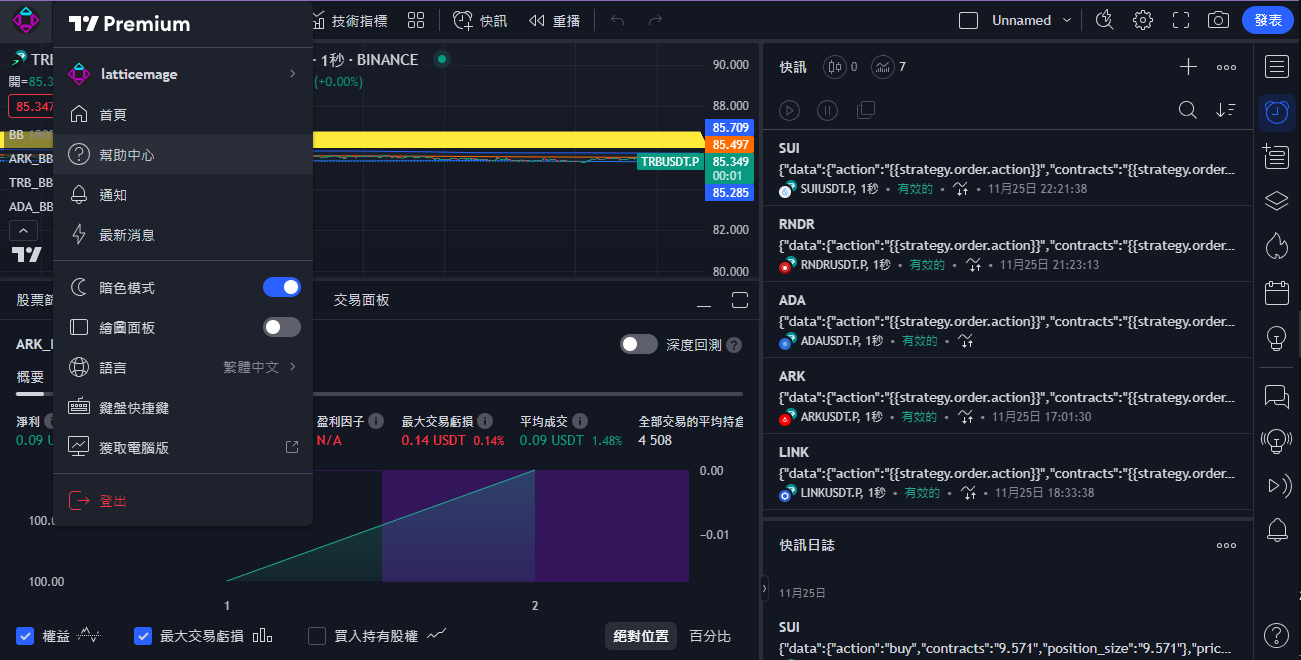 Premium
技術指標
快訊
重播
Unnamed
發表
latticemage
首頁
幫助中心
通知
最新消息
暗色模式
繪圖面板
語言
繁體中文
鍵盤快捷鍵
獲取電腦版
登出
TRB
· 1秒 · BINANCE
開=85.3
(+0.00%)
85.347
BB 180
ARK_BB
TRB_BB
ADA_BB
90.000
88.000
85.709
85.497
TRBUSDT.P
85.349
00:01
85.285
82.000
80.000
股票篩
交易面板
ARK_
深度回測
概要
淨利
0.09 U
盈利因子
N/A
最大交易虧損
0.14 USDT 0.14%
平均成交
0.09 USDT 1.48%
全部交易的平均持倉
4 508
0.00
−0.01
100.0
100.00
1
2
權益
最大交易虧損
買入持有股權
絕對位置
百分比
快訊
0
7
SUI
{"data":{"action":"{{strategy.order.action}}","contracts":"{{strategy.order...
SUIUSDT.P, 1秒 • 有效的 • • 11月25日 22:21:38
RNDR
{"data":{"action":"{{strategy.order.action}}","contracts":"{{strategy.order...
RNDRUSDT.P, 1秒 • 有效的 • • 11月25日 21:23:13
ADA
{"data":{"action":"{{strategy.order.action}}","contracts":"{{strategy.order...
ADAUSDT.P, 1秒 • 有效的 •
ARK
{"data":{"action":"{{strategy.order.action}}","contracts":"{{strategy.order...
ARKUSDT.P, 1秒 • 有效的 • • 11月25日 17:01:30
LINK
{"data":{"action":"{{strategy.order.action}}","contracts":"{{strategy.order...
LINKUSDT.P, 1秒 • 有效的 • • 11月25日 18:33:38
快訊日誌
11月25日
SUI
{"data":{"action":"buy","contracts":"9.571","position_size":"9.571"},"pric...